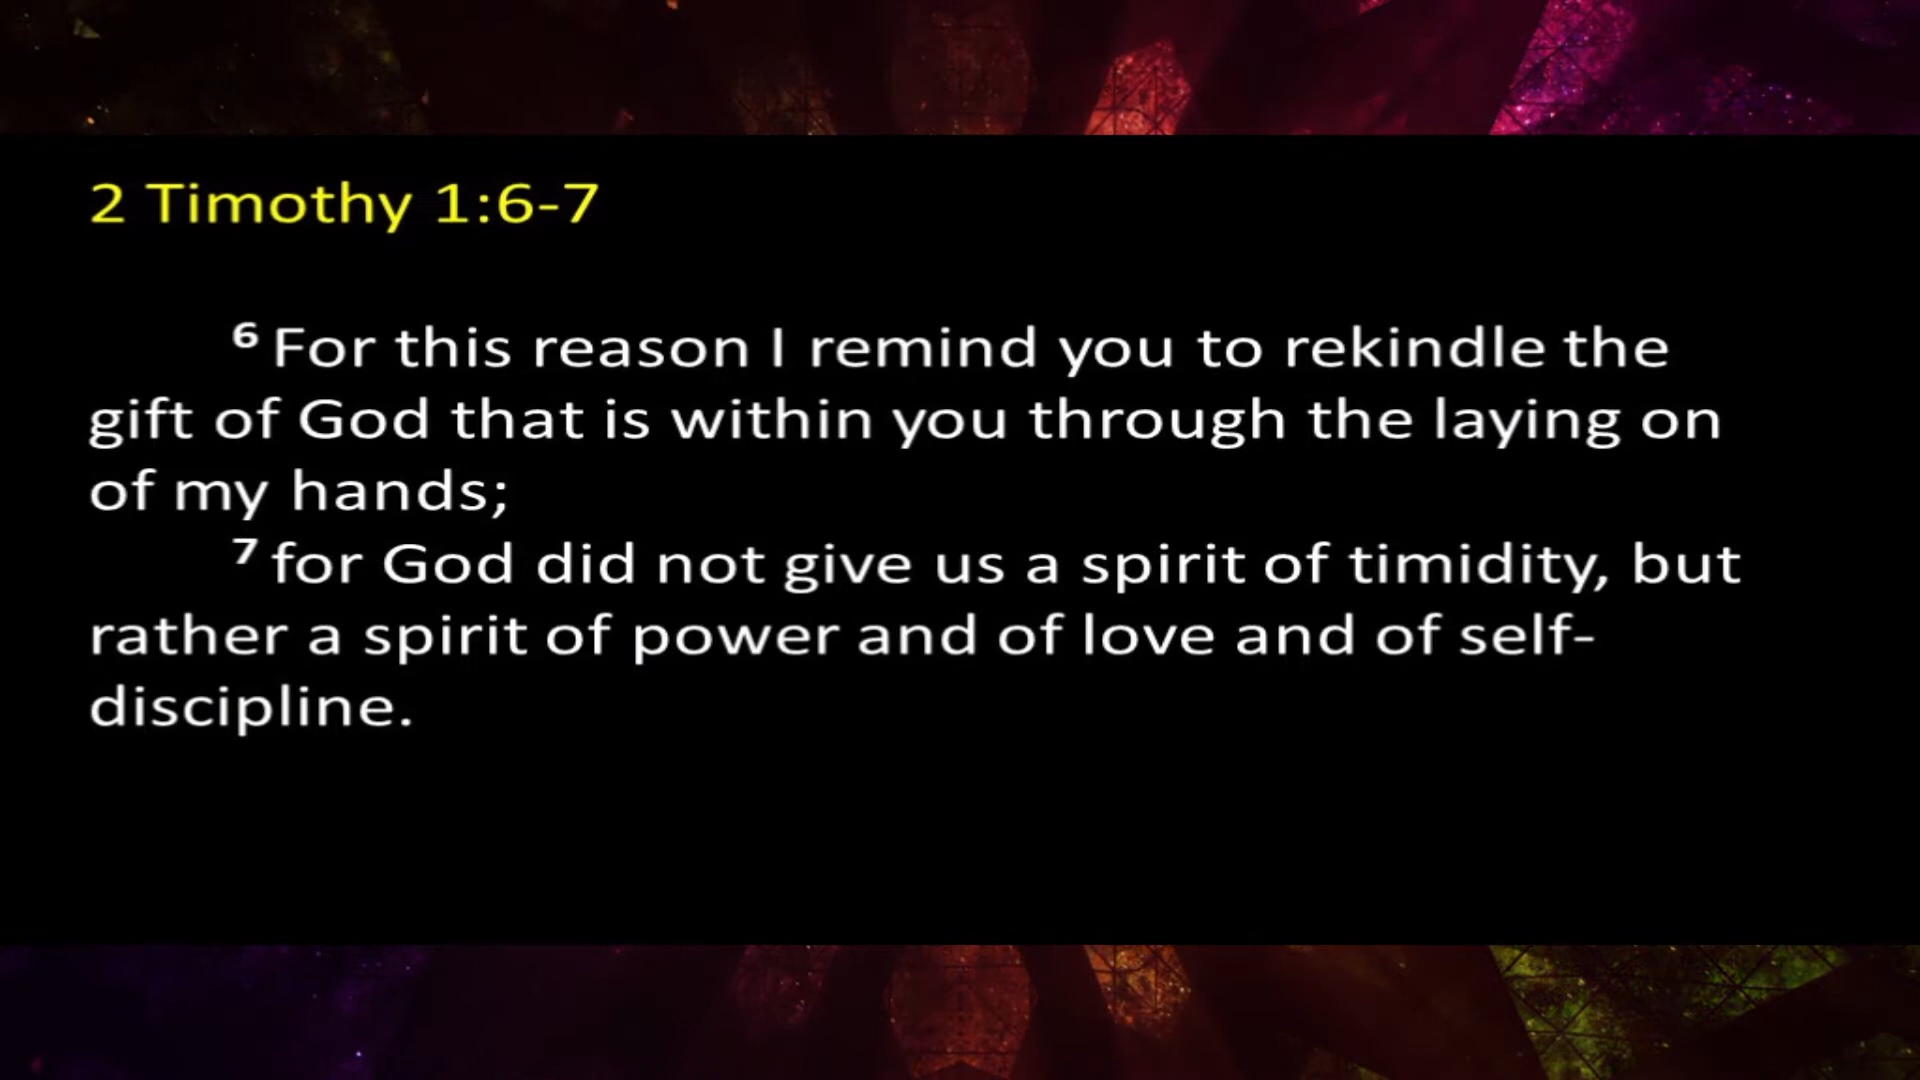 2 Timothy 1:6-7
6 For this reason I remind you to rekindle the
gift of God that is within you through the laying on
of my hands;
7 for God did not give us a spirit of timidity, but
rather a spirit of power and of love and of self-
discipline.